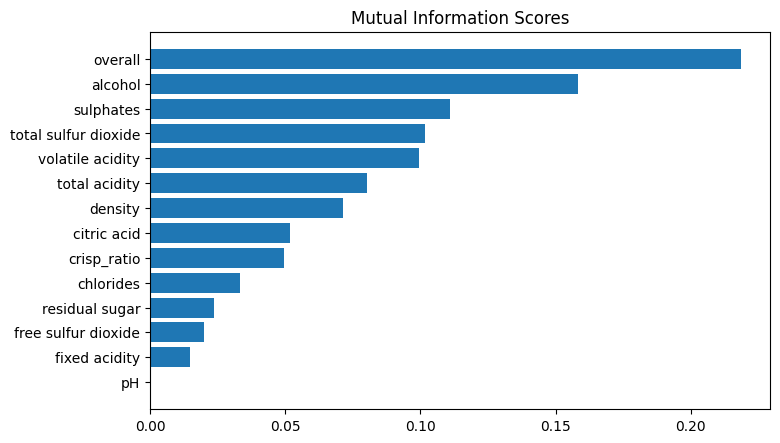 Mutual Information Scores
overall
alcohol
sulphates
total sulfur dioxide
volatile acidity
total acidity
density
citric acid
crisp_ratio
chlorides
residual sugar
free sulfur dioxide
fixed acidity
pH
0.00 0.05 0.10 0.15 0.20